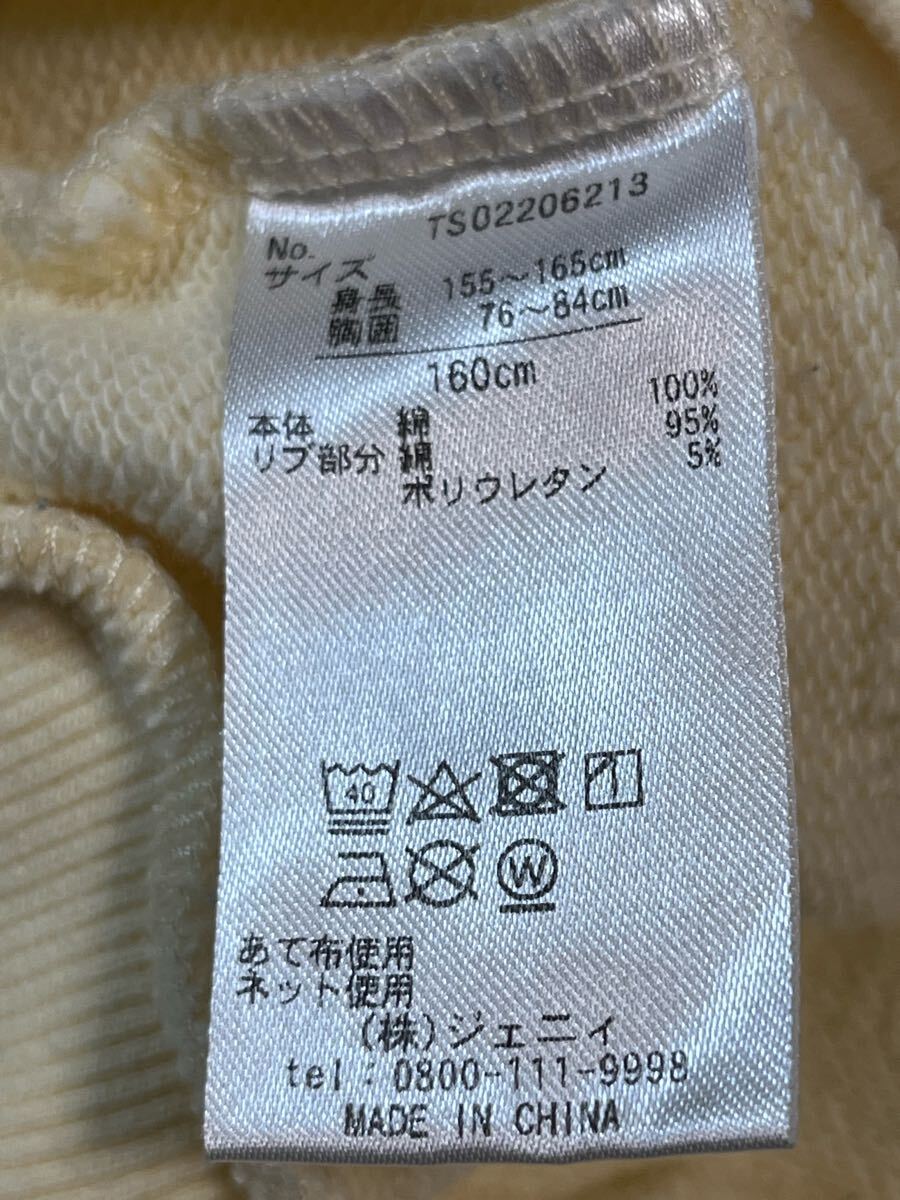 No. TS02206213
サイズ
身長 155～165cm
胸囲 76～84cm
160cm
本体 綿 100%
リブ部分 綿 95%
ポリウレタン 5%
40
W
あて布使用
ネット使用
(株)ジェニィ
tel：0800-111-9998
MADE IN CHINA